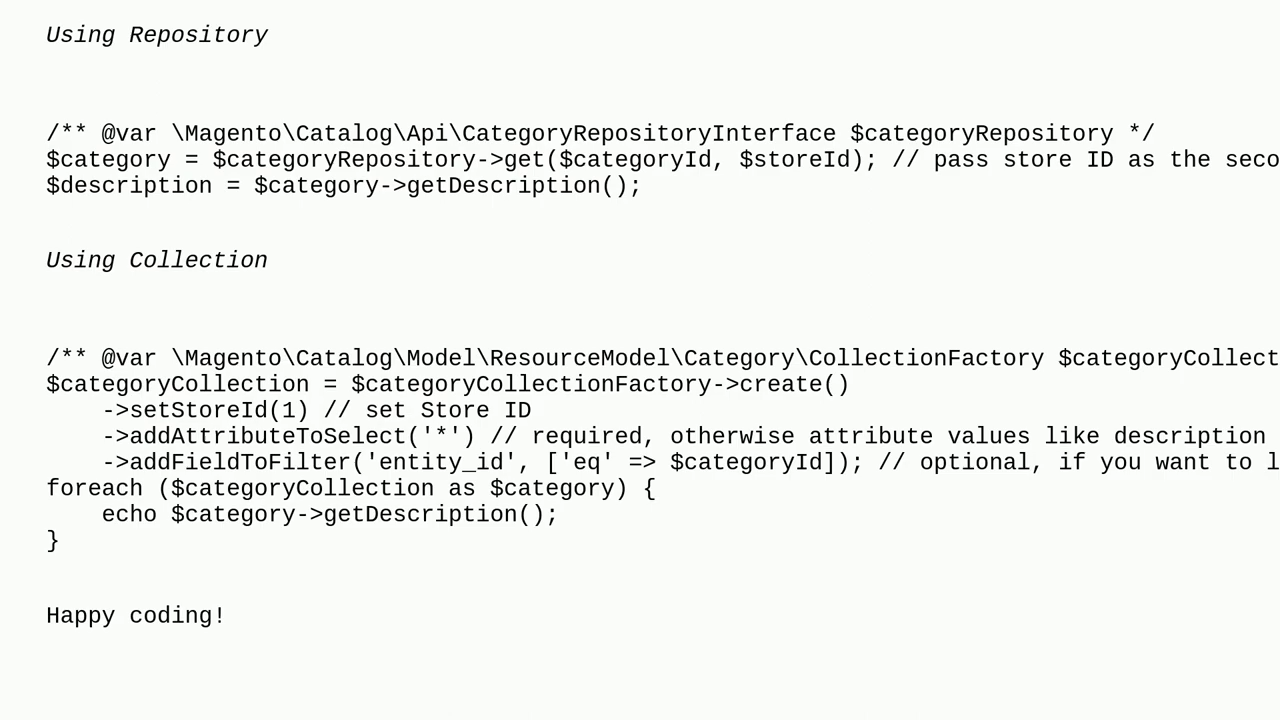 Using Repository
/** @var \Magento\Catalog\Api\CategoryRepositoryInterface $categoryRepository */
$category = $categoryRepository->get($categoryId, $storeId); // pass store ID as the seco
$description = $category->getDescription();
Using Collection
/** @var \Magento\Catalog\Model\ResourceModel\Category\CollectionFactory $categoryCollect
$categoryCollection = $categoryCollectionFactory->create()
    ->setStoreId(1) // set Store ID
    ->addAttributeToSelect('*') // required, otherwise attribute values like description
    ->addFieldToFilter('entity_id', ['eq' => $categoryId]); // optional, if you want to l
foreach ($categoryCollection as $category) {
    echo $category->getDescription();
}
Happy coding!